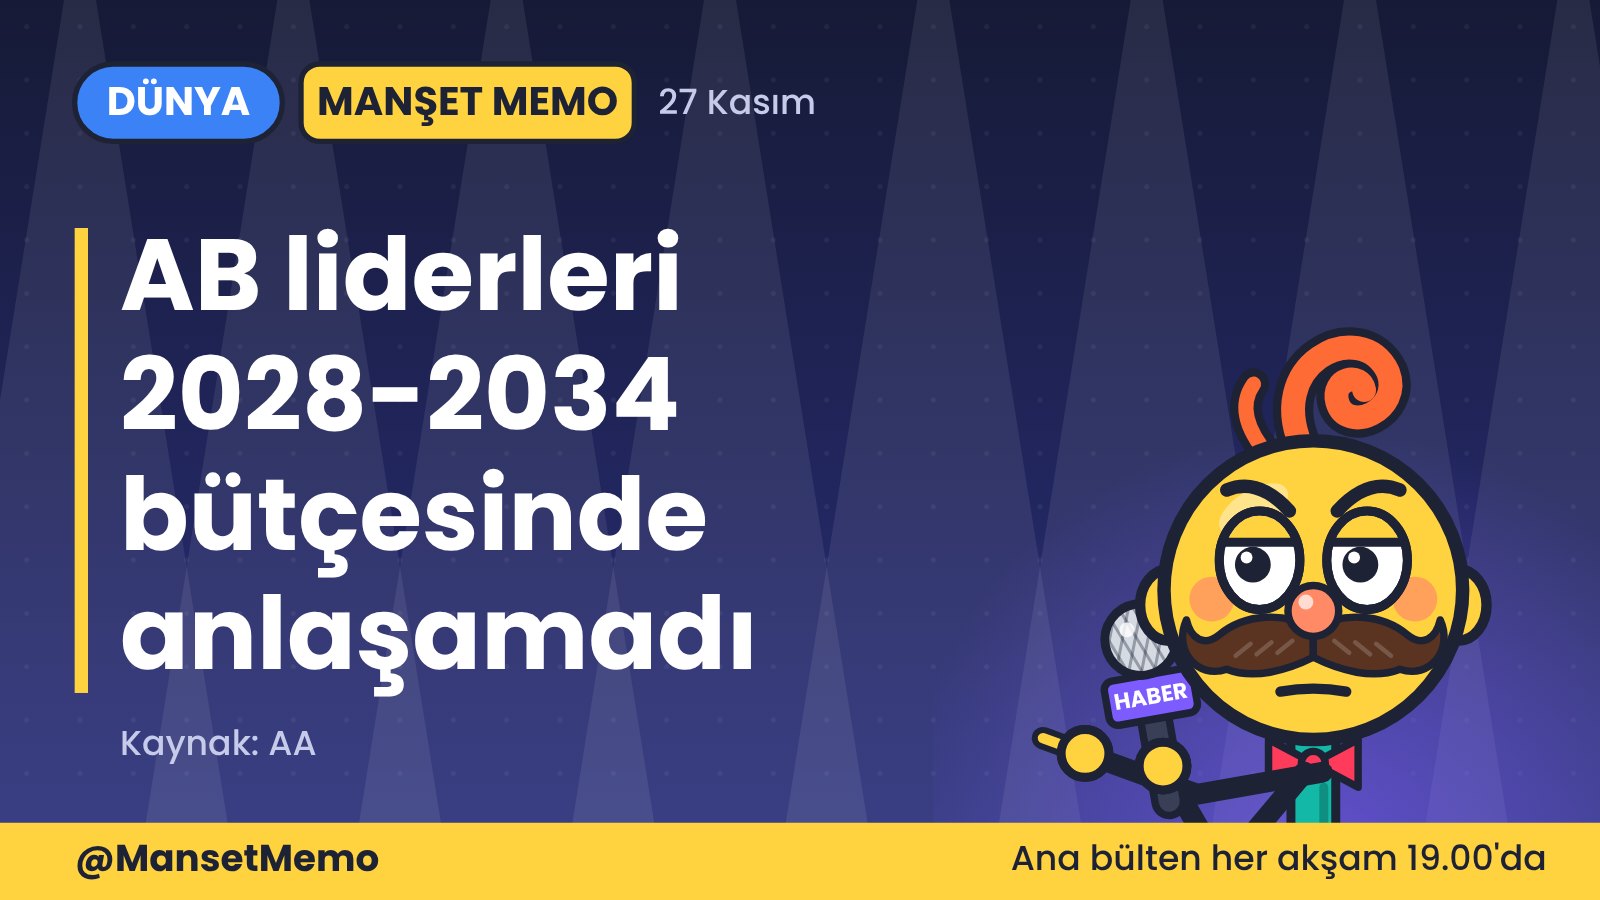 DÜNYA MANŞET MEMO 27 Kasım
AB liderleri
2028-2034
bütçesinde
anlaşamadı
Kaynak: AA
HABER
@MansetMemo
Ana bülten her akşam 19.00'da